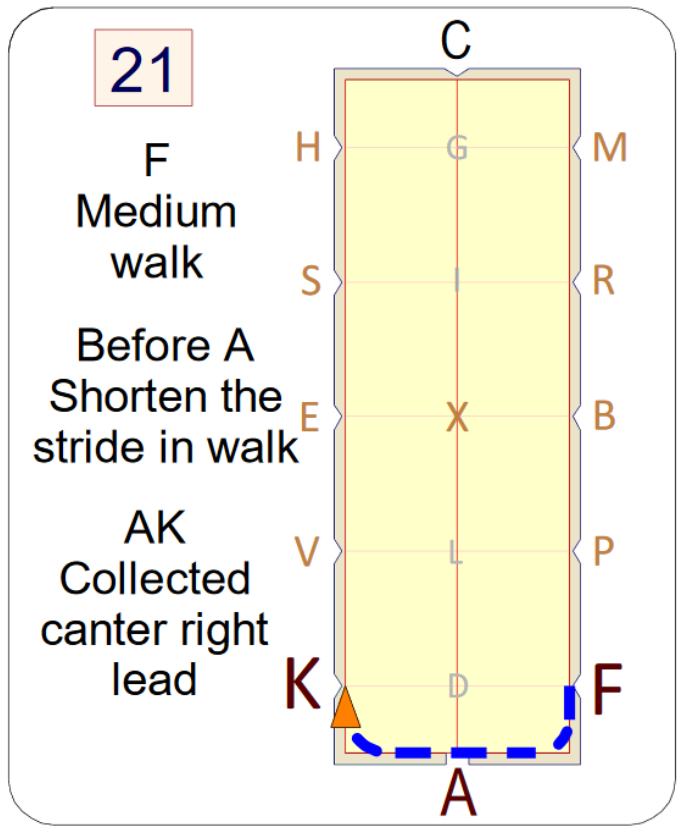 21
F
Medium
walk
Before A
Shorten the
stride in walk
AK
Collected
canter right
lead
C
H G M
S I R
E X B
V L P
K D F
A